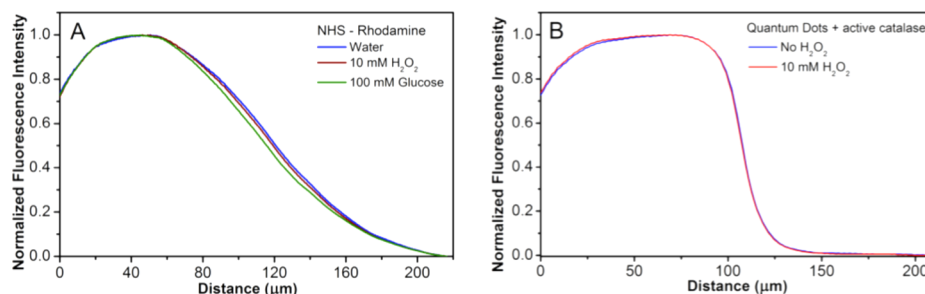 A
NHS - Rhodamine
Water
10 mM H₂O₂
100 mM Glucose
Normalized Fluorescence Intensity
1.0
0.8
0.6
0.4
0.2
0.0
0 40 80 120 160 200
Distance (μm)
B
Quantum Dots + active catalase
No H₂O₂
10 mM H₂O₂
Normalized Fluorescence Intensity
1.0
0.8
0.6
0.4
0.2
0.0
0 50 100 150 200
Distance (μm)